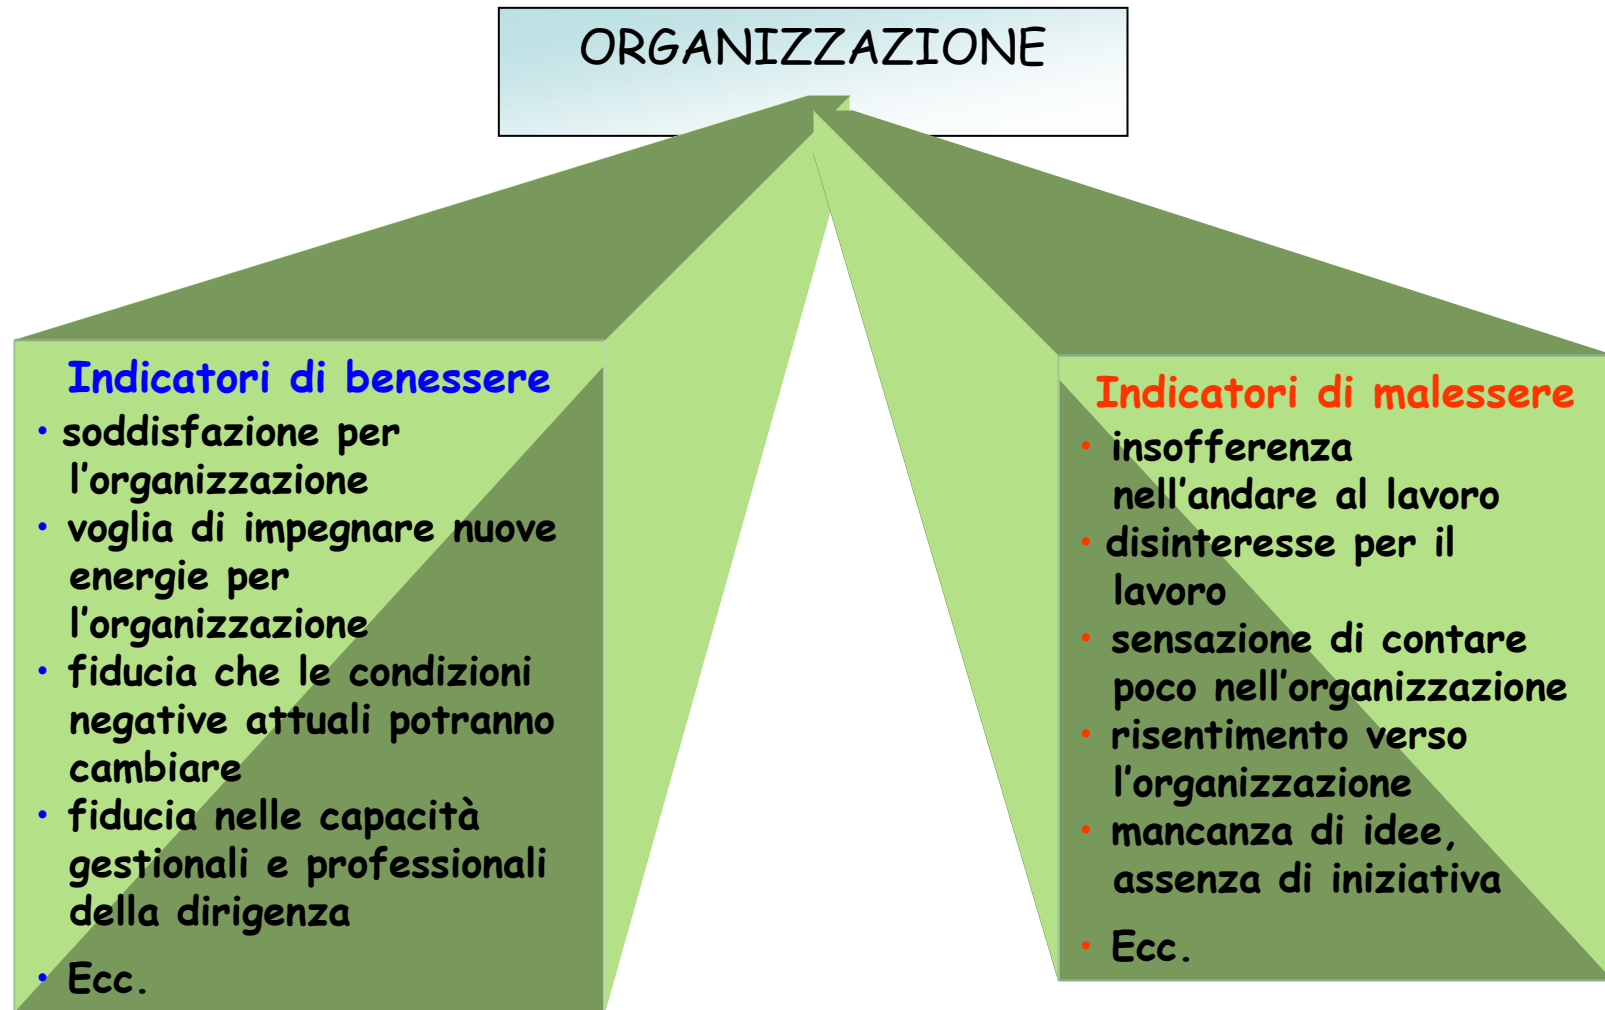 ORGANIZZAZIONE
Indicatori di benessere
• soddisfazione per
l’organizzazione
• voglia di impegnare nuove
energie per
l’organizzazione
• fiducia che le condizioni
negative attuali potranno
cambiare
• fiducia nelle capacità
gestionali e professionali
della dirigenza
• Ecc.
Indicatori di malessere
• insofferenza
nell’andare al lavoro
• disinteresse per il
lavoro
• sensazione di contare
poco nell’organizzazione
• risentimento verso
l’organizzazione
• mancanza di idee,
assenza di iniziativa
• Ecc.